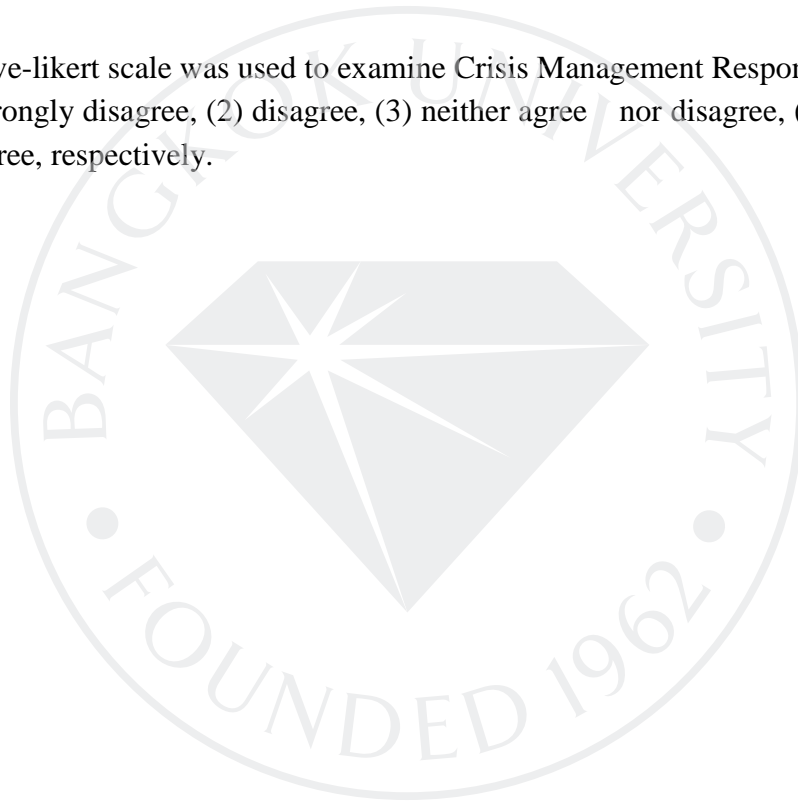 ve-likert scale was used to examine Crisis Management Respon
rongly disagree, (2) disagree, (3) neither agree nor disagree, (
ree, respectively.
BANGKOK UNIVERSITY
FOUNDED 1962